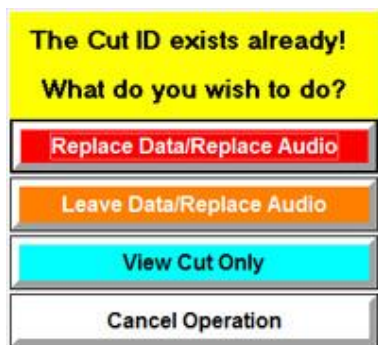 The Cut ID exists already!
What do you wish to do?
Replace Data/Replace Audio
Leave Data/Replace Audio
View Cut Only
Cancel Operation